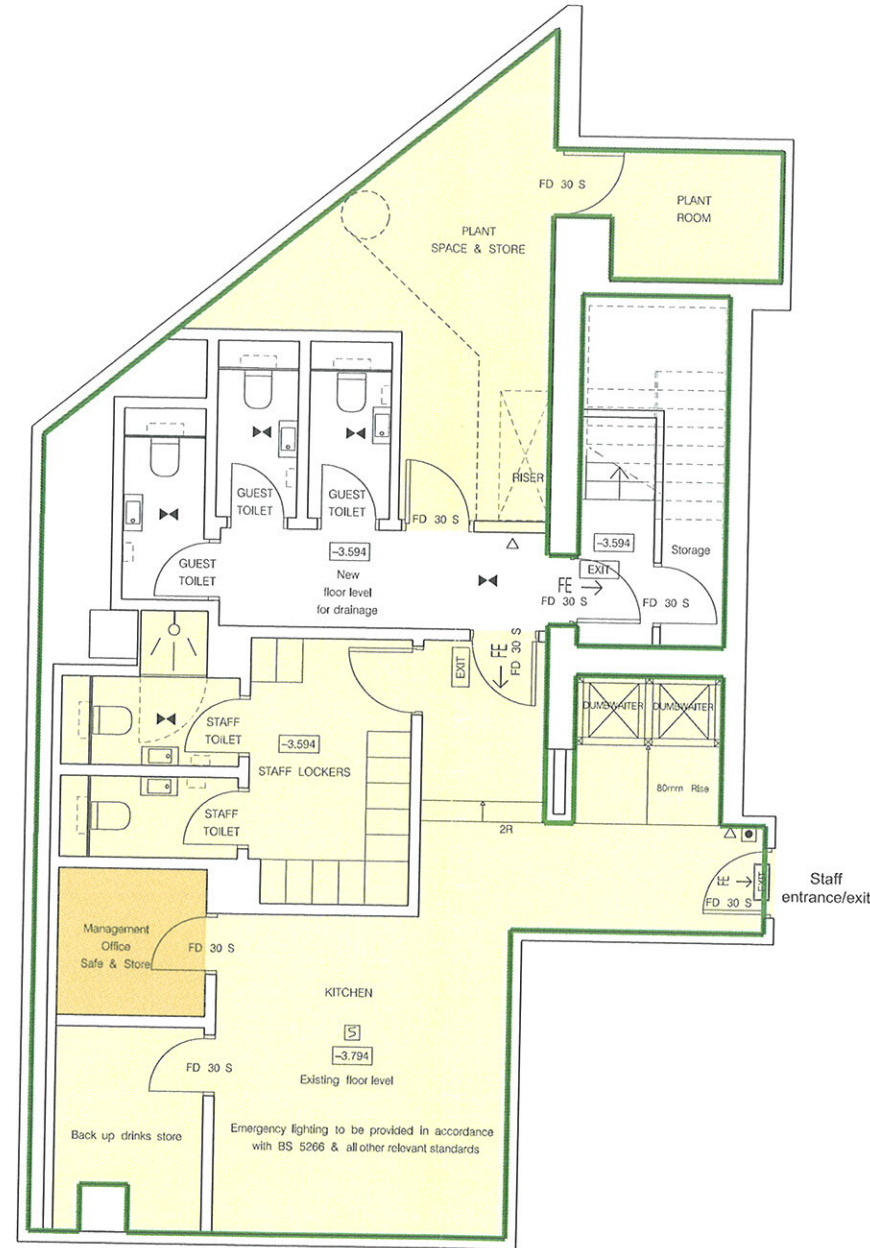 FD 30 S
PLANT
ROOM
PLANT
SPACE & STORE
RISER
GUEST
TOILET
GUEST
TOILET
FD 30 S
GUEST
TOILET
-3.594
New
floor level
for drainage
-3.594
EXIT
FE
FD 30 S
Storage
FD 30 S
EXIT
FE
FD 30 S
STAFF
TOILET
-3.594
STAFF LOCKERS
STAFF
TOILET
DUMBWAITER
DUMBWAITER
80mm Rise
2R
FE
EXIT
FD 30 S
Staff
entrance/exit
Management
Office
Safe & Store
FD 30 S
KITCHEN
S
-3.794
Existing floor level
FD 30 S
Back up drinks store
Emergency lighting to be provided in accordance
with BS 5266 & all other relevant standards